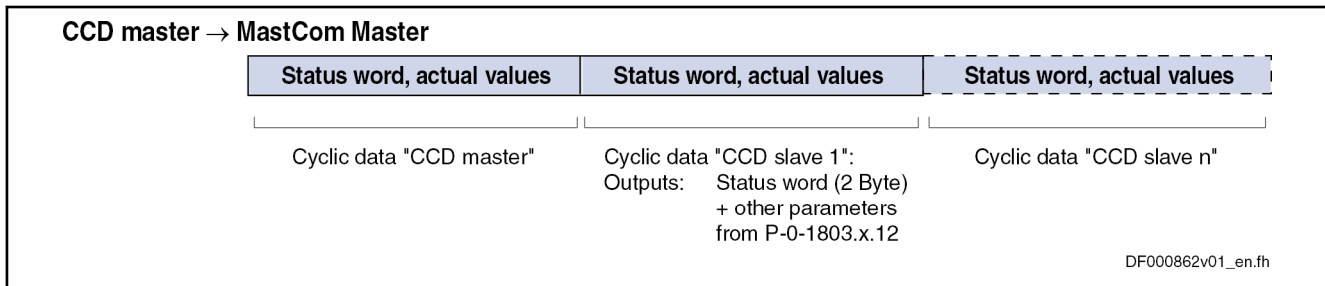 CCD master → MastCom Master
Status word, actual values
Status word, actual values
Status word, actual values
Cyclic data "CCD master"
Cyclic data "CCD slave 1":
Outputs: Status word (2 Byte)
+ other parameters
from P-0-1803.x.12
Cyclic data "CCD slave n"
DF000862v01_en.fh